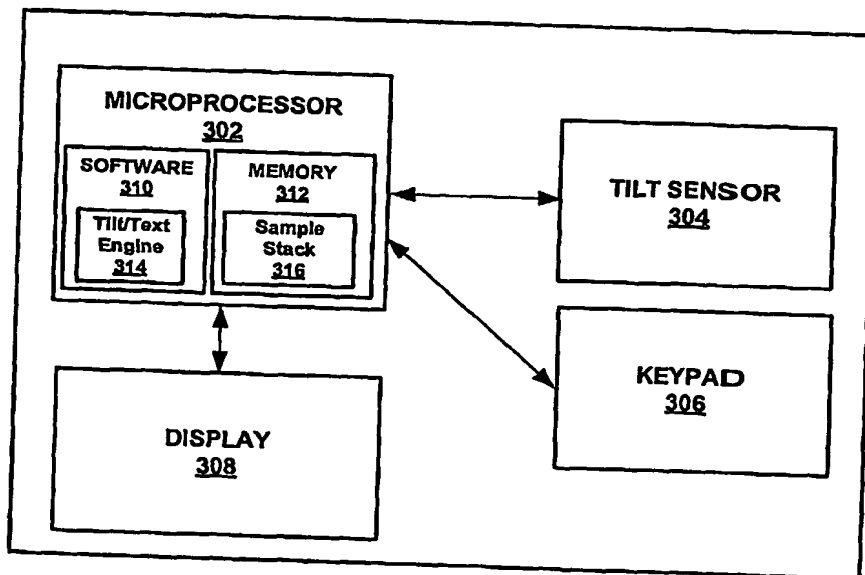 MICROPROCESSOR
302
SOFTWARE
310
Tilt/Text
Engine
314
MEMORY
312
Sample
Stack
316
TILT SENSOR
304
KEYPAD
306
DISPLAY
308